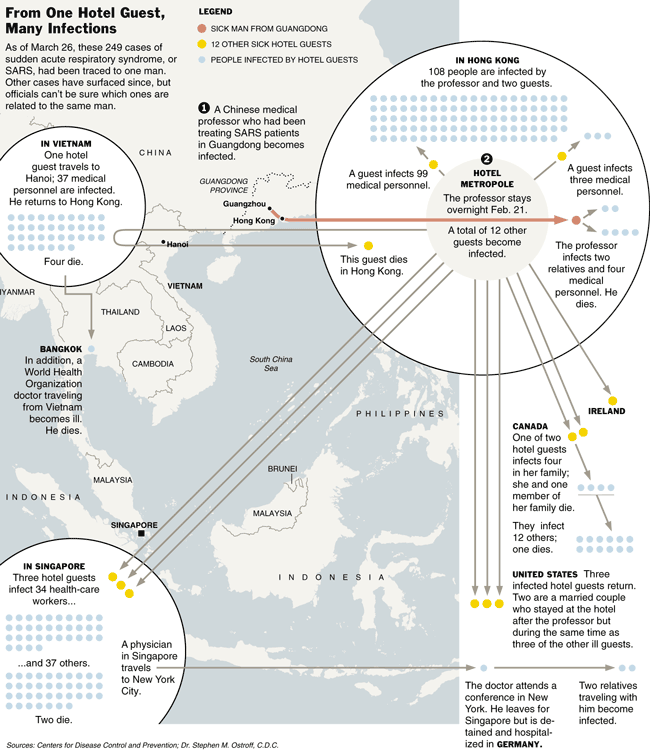 From One Hotel Guest,
Many Infections
As of March 26, these 249 cases of
sudden acute respiratory syndrome, or
SARS, had been traced to one man.
Other cases have surfaced since, but
officials can't be sure which ones are
related to the same man.
LEGEND
SICK MAN FROM GUANGDONG
12 OTHER SICK HOTEL GUESTS
PEOPLE INFECTED BY HOTEL GUESTS
1 A Chinese medical
professor who had been
treating SARS patients
in Guangdong becomes
infected.
IN HONG KONG
108 people are infected by
the professor and two guests.
A guest infects 99
medical personnel.
2
HOTEL
METROPOLE
The professor stays
overnight Feb. 21.
A total of 12 other
guests become
infected.
A guest infects
three medical
personnel.
The professor
infects two
relatives and four
medical
personnel. He
dies.
This guest dies
in Hong Kong.
IN VIETNAM
One hotel
guest travels to
Hanoi; 37 medical
personnel are infected.
He returns to Hong Kong.
Four die.
CHINA
GUANGDONG
PROVINCE
Guangzhou
Hong Kong
Hanoi
VIETNAM
YANMAR
THAILAND
LAOS
CAMBODIA
South China
Sea
PHILIPPINES
BANGKOK
In addition, a
World Health
Organization
doctor traveling
from Vietnam
becomes ill.
He dies.
MALAYSIA
INDONESIA
SINGAPORE
BRUNEI
MALAYSIA
INDONESIA
IRELAND
CANADA
One of two
hotel guests
infects four
in her family;
she and one
member of
her family die.
They infect
12 others;
one dies.
UNITED STATES Three
infected hotel guests return.
Two are a married couple
who stayed at the hotel
after the professor but
during the same time as
three of the other ill guests.
IN SINGAPORE
Three hotel guests
infect 34 health-care
workers...
...and 37 others.
Two die.
A physician
in Singapore
travels
to New York
City.
The doctor attends a
conference in New
York. He leaves for
Singapore but is de-
tained and hospital-
ized in GERMANY.
Two relatives
traveling with
him become
infected.
Sources: Centers for Disease Control and Prevention; Dr. Stephen M. Ostroff, C.D.C.